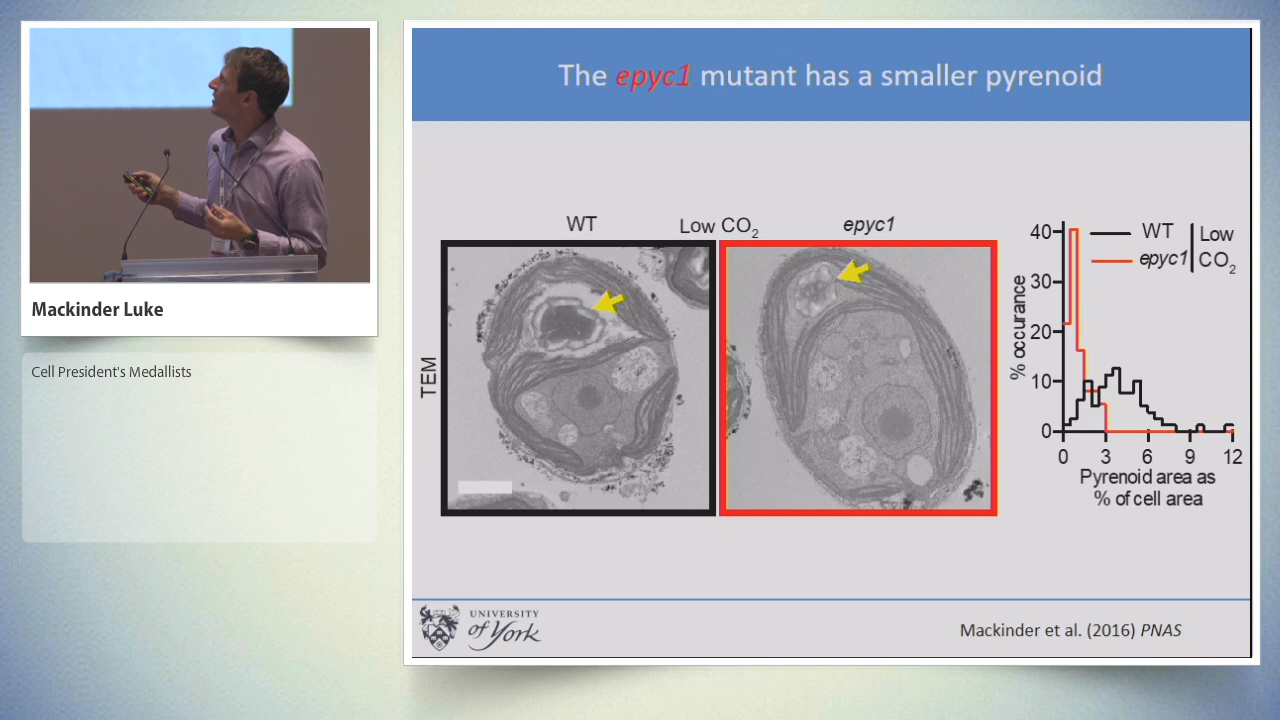 Mackinder Luke
Cell President's Medallists
The epyc1 mutant has a smaller pyrenoid
WT
Low CO2
epyc1
TEM
% occurance
40
30
20
10
0
WT
epyc1
Low
CO2
0 3 6 9 12
Pyrenoid area as
% of cell area
UNIVERSITY
of York
Mackinder et al. (2016) PNAS